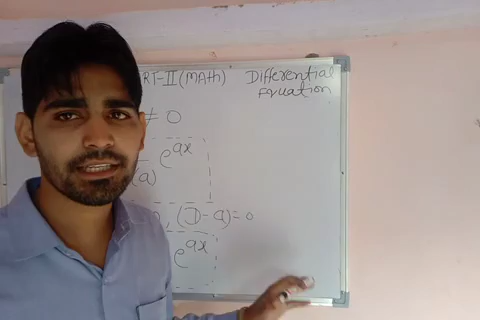 RT-II (MATH) Differential
Equation
≠ 0
e^ax
(a)
(D-a)=0
e^ax